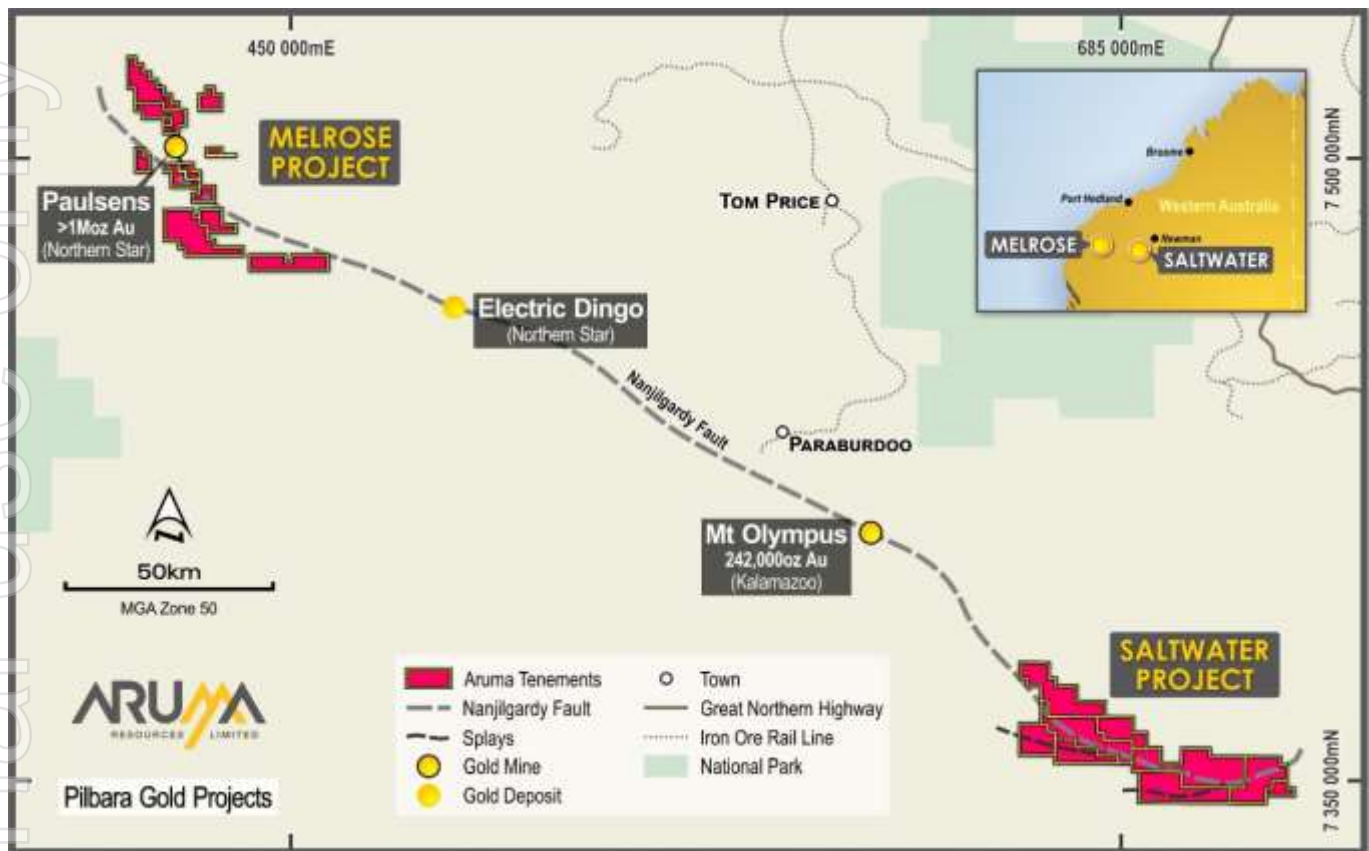 450 000mE
685 000mE
7 500 000mN
7 350 000mN
MELROSE
PROJECT
Paulsens
>1Moz Au
(Northern Star)
Electric Dingo
(Northern Star)
TOM PRICE
Nanjilgardy Fault
PARABURDOO
Mt Olympus
242,000oz Au
(Kalamazoo)
SALTWATER
PROJECT
Broome
Port Hedland
Western Australia
Newman
MELROSE
SALTWATER
N
50km
MGA Zone 50
ARUMA
RESOURCES LIMITED
Pilbara Gold Projects
Aruma Tenements
Nanjilgardy Fault
Splays
Gold Mine
Gold Deposit
Town
Great Northern Highway
Iron Ore Rail Line
National Park